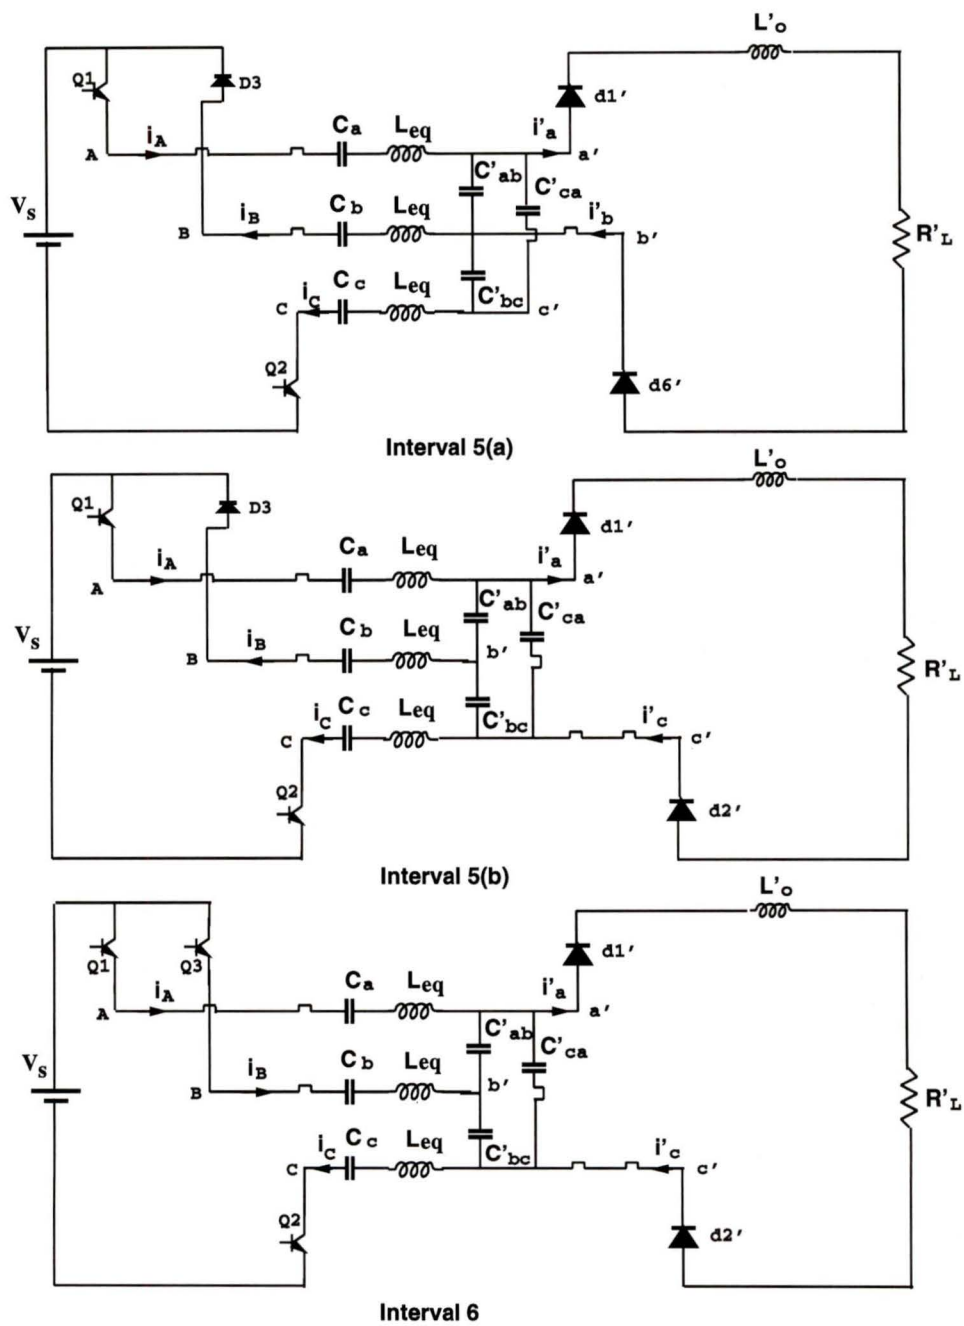 L'o
Q1 D3 d1'
iA Ca Leq i'a
A a'
C'ab C'ca
Vs iB Cb Leq i'b
B b' R'L
iC Cc Leq C'bc
C c'
Q2 d6'
Interval 5(a)
L'o
Q1 D3 d1'
iA Ca Leq i'a
A a'
C'ab C'ca
Vs iB Cb Leq
B b' R'L
iC Cc Leq C'bc i'c
C c'
Q2 d2'
Interval 5(b)
L'o
Q1 Q3 d1'
iA Ca Leq i'a
A a'
C'ab C'ca
Vs iB Cb Leq
B b' R'L
iC Cc Leq C'bc i'c
C c'
Q2 d2'
Interval 6